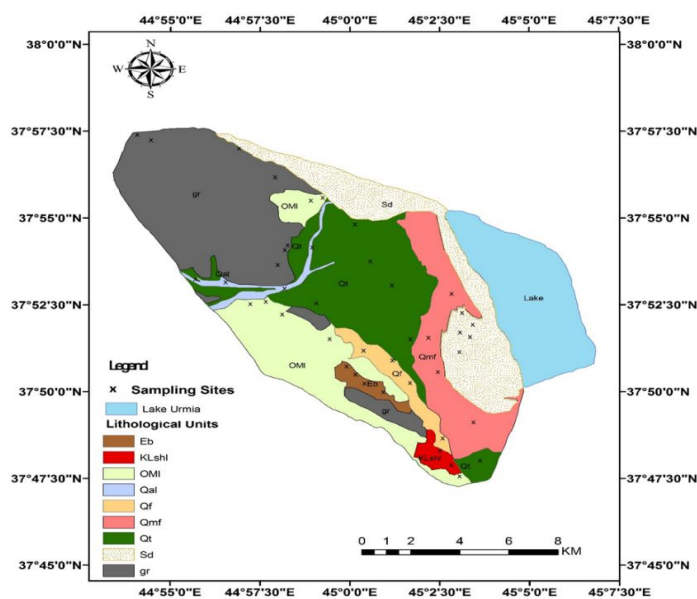 44°55'0"E 44°57'30"E 45°0'0"E 45°2'30"E 45°5'0"E 45°7'30"E
38°0'0"N
N
W E
S
38°0'0"N
37°57'30"N
37°57'30"N
gr
OMl
Sd
37°55'0"N
37°55'0"N
Qt
Qal
Qt
Lake
37°52'30"N
37°52'30"N
OMl
Qmf
Legend
× Sampling Sites
Lake Urmia
Lithological Units
Eb
KLshl
OMl
Qal
Qf
Qmf
Qt
Sd
gr
Qf
Eb
37°50'0"N
37°50'0"N
gr
KLshl
Qt
37°47'30"N
37°47'30"N
0 0.5 1 2 4 6 8
KM
37°45'0"N
37°45'0"N
44°55'0"E 44°57'30"E 45°0'0"E 45°2'30"E 45°5'0"E 45°7'30"E